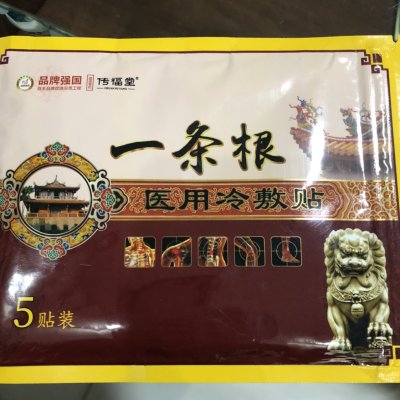 品牌强国
传福堂
一条根
医用冷敷贴
5贴装